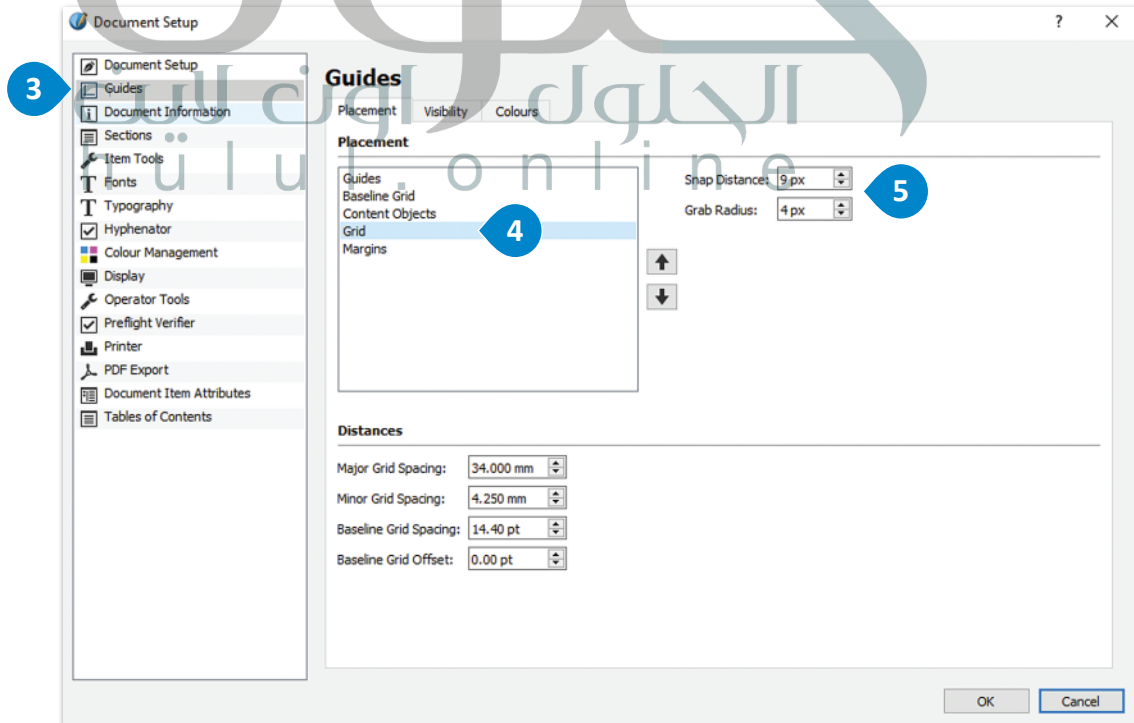 Document Setup
? ×
3
Document Setup
Guides
Document Information
Sections
Item Tools
Fonts
Typography
Hyphenator
Colour Management
Display
Operator Tools
Preflight Verifier
Printer
PDF Export
Document Item Attributes
Tables of Contents
Guides
Placement Visibility Colours
Placement
Guides
Baseline Grid
Content Objects
Grid
Margins
4
Snap Distance: 9 px
Grab Radius: 4 px
5
Distances
Major Grid Spacing: 34.000 mm
Minor Grid Spacing: 4.250 mm
Baseline Grid Spacing: 14.40 pt
Baseline Grid Offset: 0.00 pt
OK Cancel
حلول
الحلول اون لاين
hulul.online